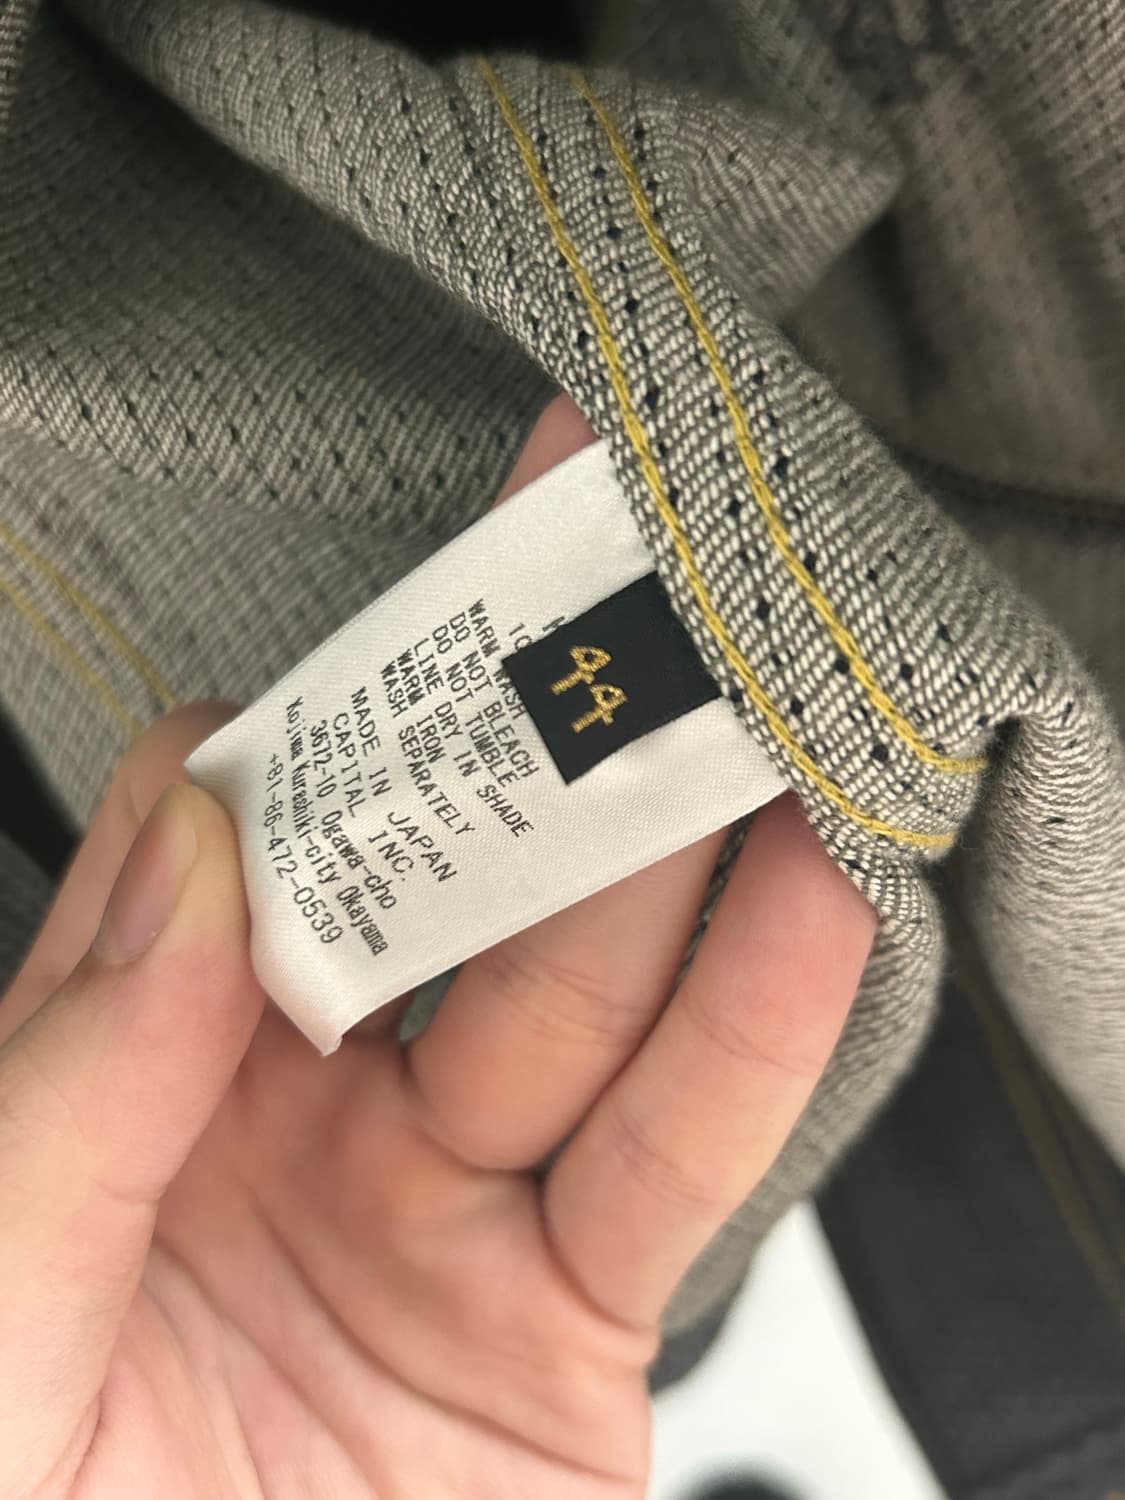 44
WARM WASH
DO NOT BLEACH
DO NOT TUMBLE
LINE DRY IN SHADE
WARM IRON
WASH SEPARATELY
MADE IN JAPAN
CAPITAL INC.
3672-10 Ogawa-cho
Kojima Kurashiki-city Okayama
+81-86-472-0539